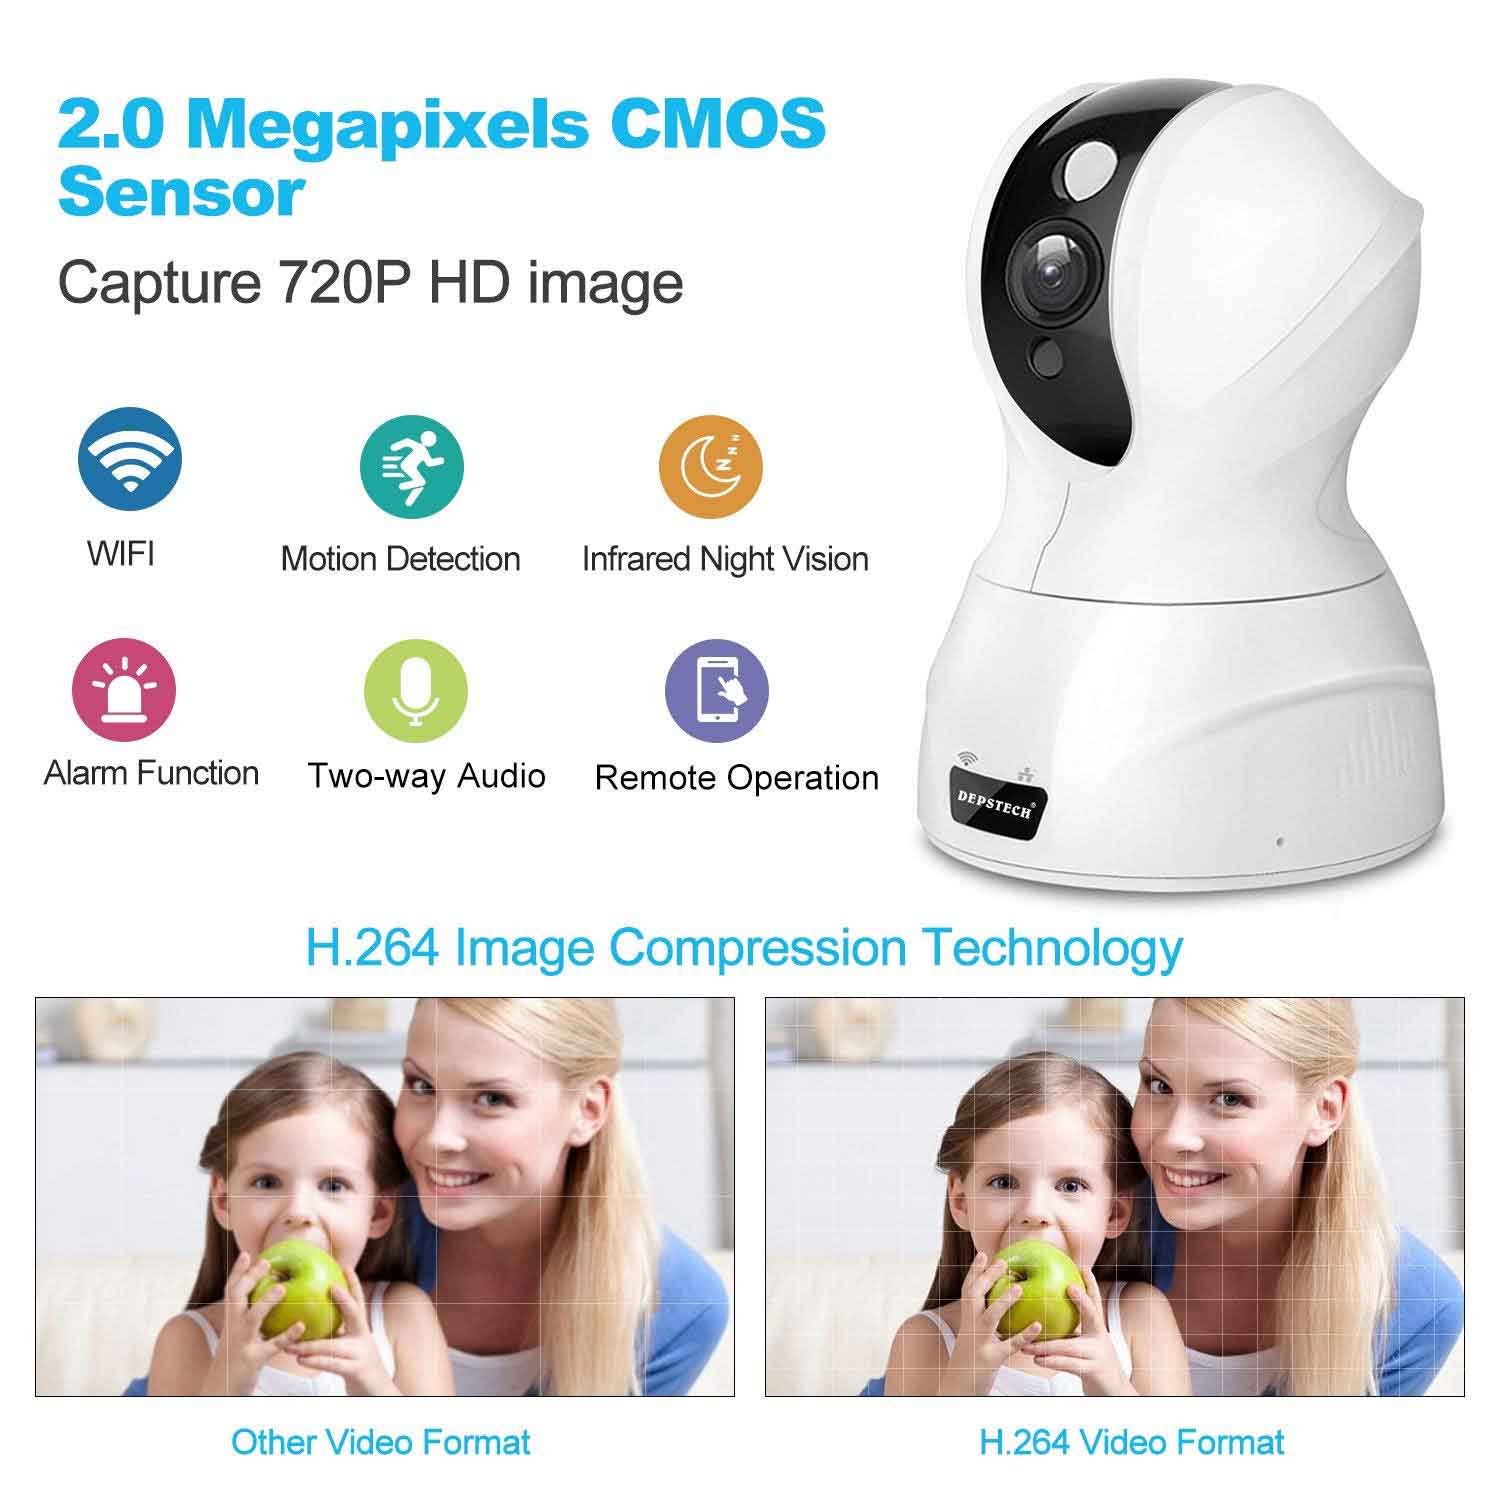 2.0 Megapixels CMOS
Sensor
Capture 720P HD image
WIFI
Motion Detection
Infrared Night Vision
Alarm Function
Two-way Audio
Remote Operation
DEPSTECH®
H.264 Image Compression Technology
Other Video Format
H.264 Video Format